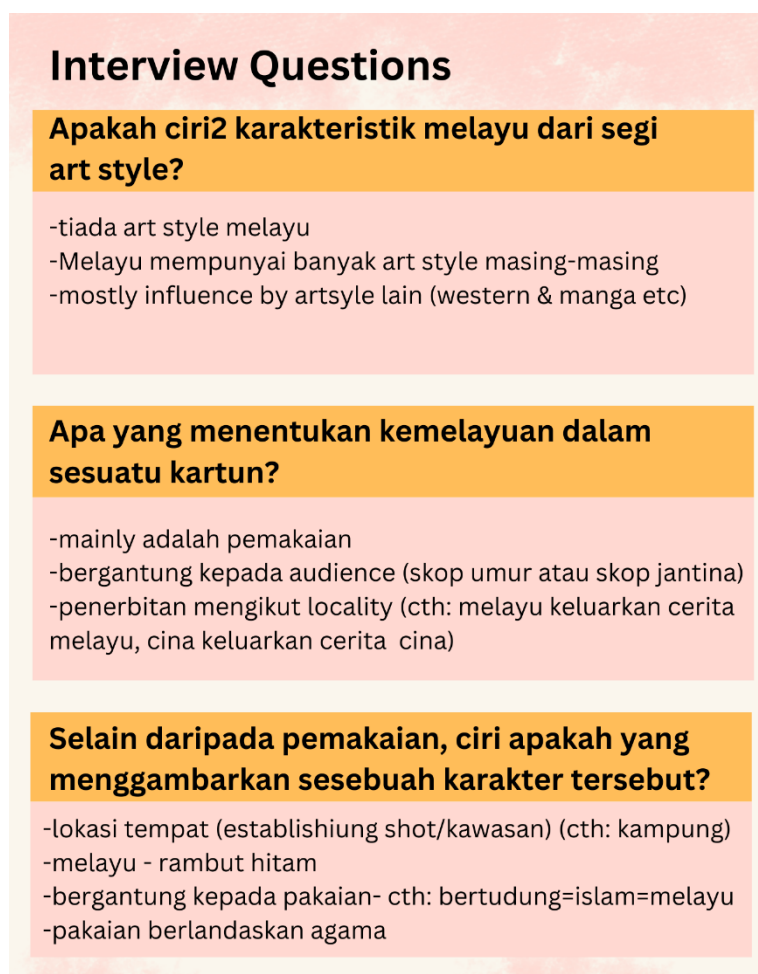 Interview Questions
Apakah ciri2 karakteristik melayu dari segi
art style?
-tiada art style melayu
-Melayu mempunyai banyak art style masing-masing
-mostly influence by artsyle lain (western & manga etc)
Apa yang menentukan kemelayuan dalam
sesuatu kartun?
-mainly adalah pemakaian
-bergantung kepada audience (skop umur atau skop jantina)
-penerbitan mengikut locality (cth: melayu keluarkan cerita
melayu, cina keluarkan cerita cina)
Selain daripada pemakaian, ciri apakah yang
menggambarkan sesebuah karakter tersebut?
-lokasi tempat (establishiung shot/kawasan) (cth: kampung)
-melayu - rambut hitam
-bergantung kepada pakaian- cth: bertudung=islam=melayu
-pakaian berlandaskan agama